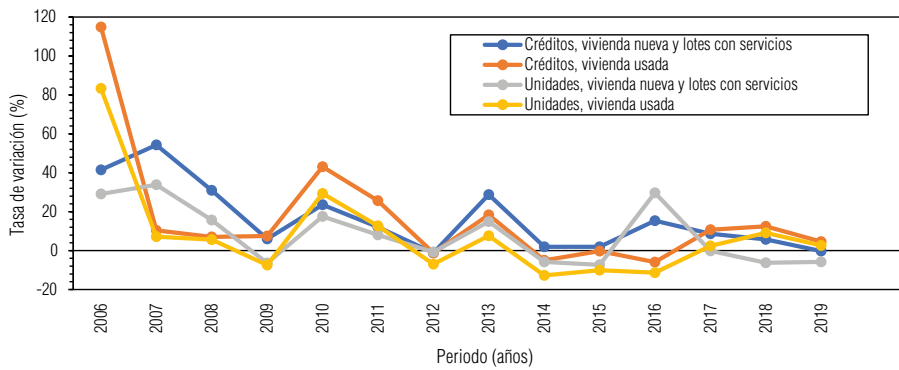 Tasa de variación (%)
120
100
80
60
40
20
0
-20
Créditos, vivienda nueva y lotes con servicios
Créditos, vivienda usada
Unidades, vivienda nueva y lotes con servicios
Unidades, vivienda usada
2006 2007 2008 2009 2010 2011 2012 2013 2014 2015 2016 2017 2018 2019
Periodo (años)